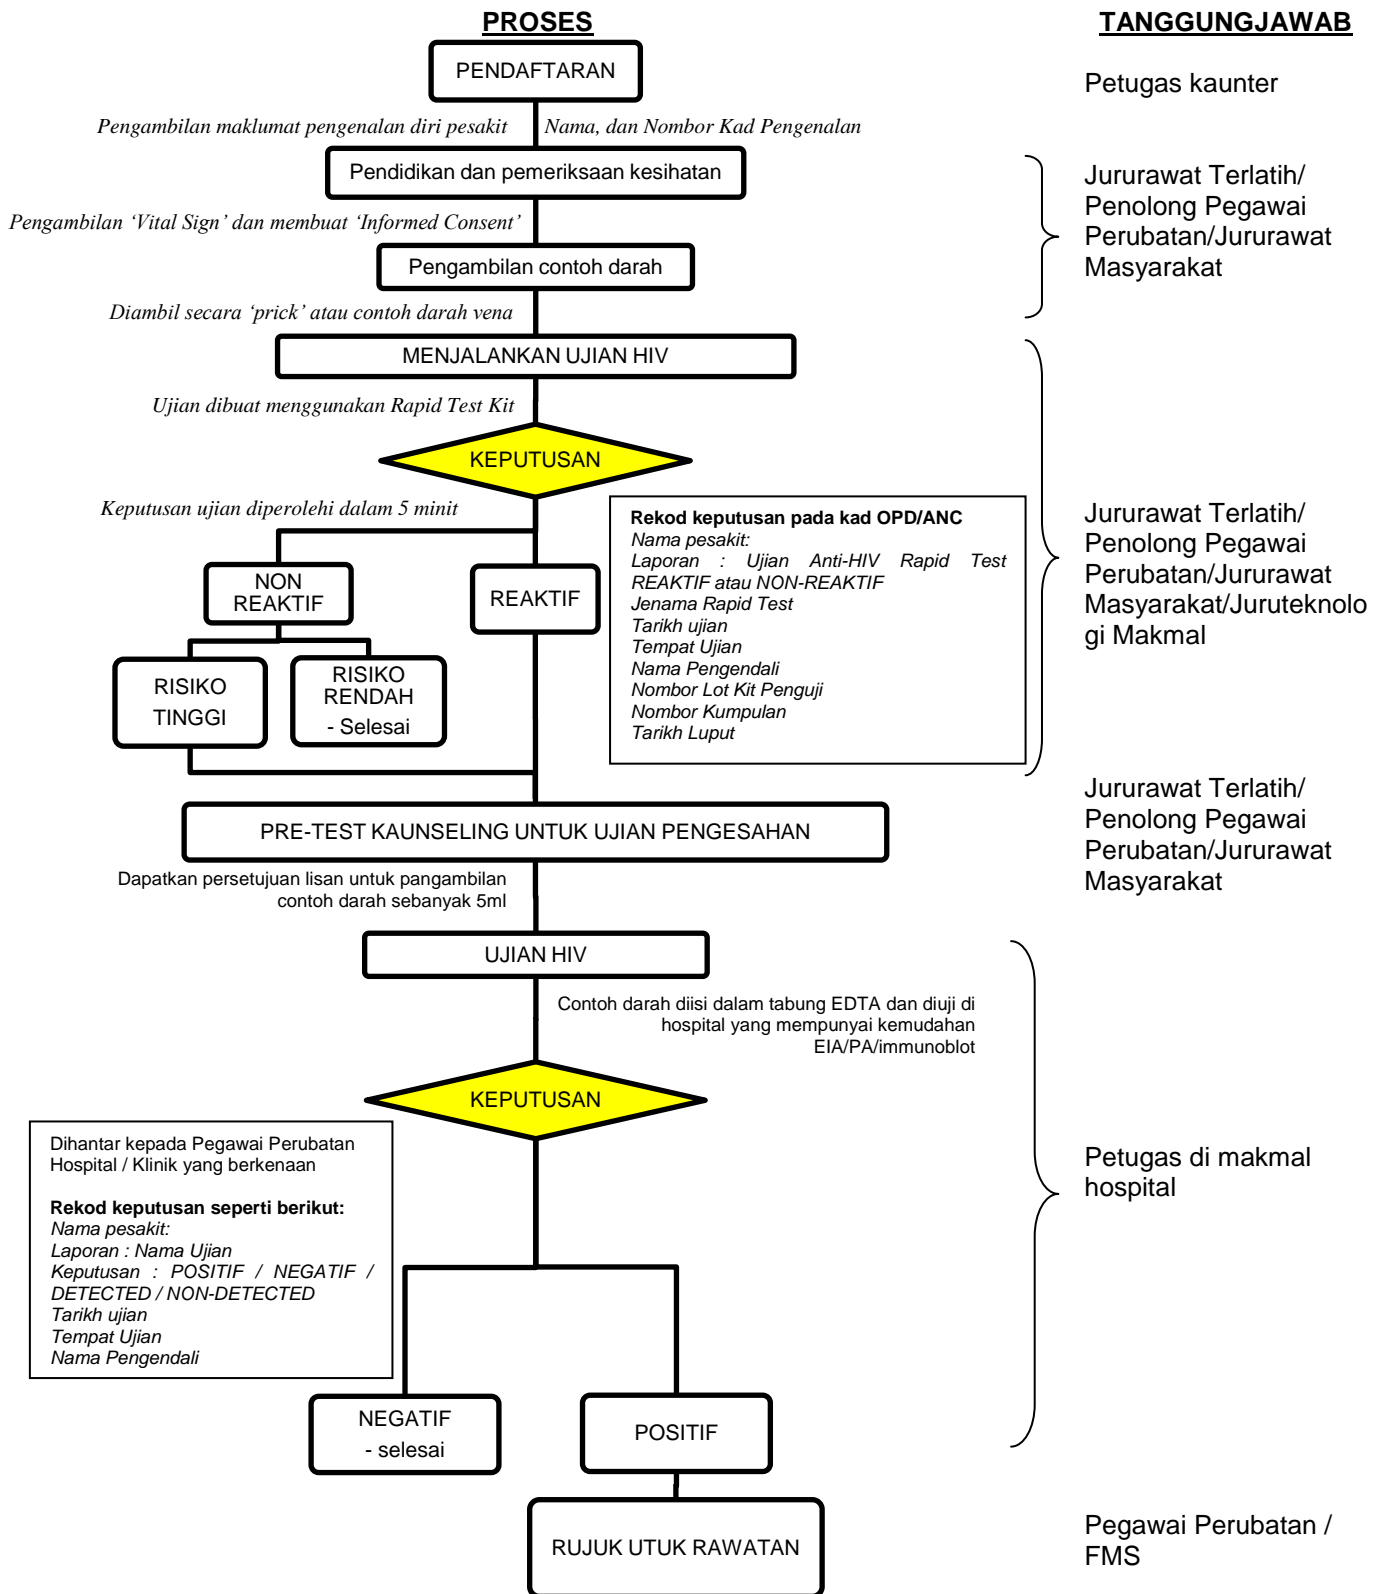 PROSES
TANGGUNGJAWAB
PENDAFTARAN
Petugas kaunter
Pengambilan maklumat pengenalan diri pesakit
Nama, dan Nombor Kad Pengenalan
Pendidikan dan pemeriksaan kesihatan
Jururawat Terlatih/
Penolong Pegawai
Perubatan/Jururawat
Masyarakat
Pengambilan ‘Vital Sign’ dan membuat ‘Informed Consent’
Pengambilan contoh darah
Diambil secara ‘prick’ atau contoh darah vena
MENJALANKAN UJIAN HIV
Ujian dibuat menggunakan Rapid Test Kit
KEPUTUSAN
Keputusan ujian diperolehi dalam 5 minit
NON
REAKTIF
REAKTIF
RISIKO
TINGGI
RISIKO
RENDAH
- Selesai
Rekod keputusan pada kad OPD/ANC
Nama pesakit:
Laporan : Ujian Anti-HIV Rapid Test
REAKTIF atau NON-REAKTIF
Jenama Rapid Test
Tarikh ujian
Tempat Ujian
Nama Pengendali
Nombor Lot Kit Penguji
Nombor Kumpulan
Tarikh Luput
Jururawat Terlatih/
Penolong Pegawai
Perubatan/Jururawat
Masyarakat/Juruteknolo
gi Makmal
PRE-TEST KAUNSELING UNTUK UJIAN PENGESAHAN
Jururawat Terlatih/
Penolong Pegawai
Perubatan/Jururawat
Masyarakat
Dapatkan persetujuan lisan untuk pangambilan
contoh darah sebanyak 5ml
UJIAN HIV
Contoh darah diisi dalam tabung EDTA dan diuji di
hospital yang mempunyai kemudahan
EIA/PA/immunoblot
KEPUTUSAN
Dihantar kepada Pegawai Perubatan
Hospital / Klinik yang berkenaan
Rekod keputusan seperti berikut:
Nama pesakit:
Laporan : Nama Ujian
Keputusan : POSITIF / NEGATIF /
DETECTED / NON-DETECTED
Tarikh ujian
Tempat Ujian
Nama Pengendali
Petugas di makmal
hospital
NEGATIF
- selesai
POSITIF
RUJUK UTUK RAWATAN
Pegawai Perubatan /
FMS